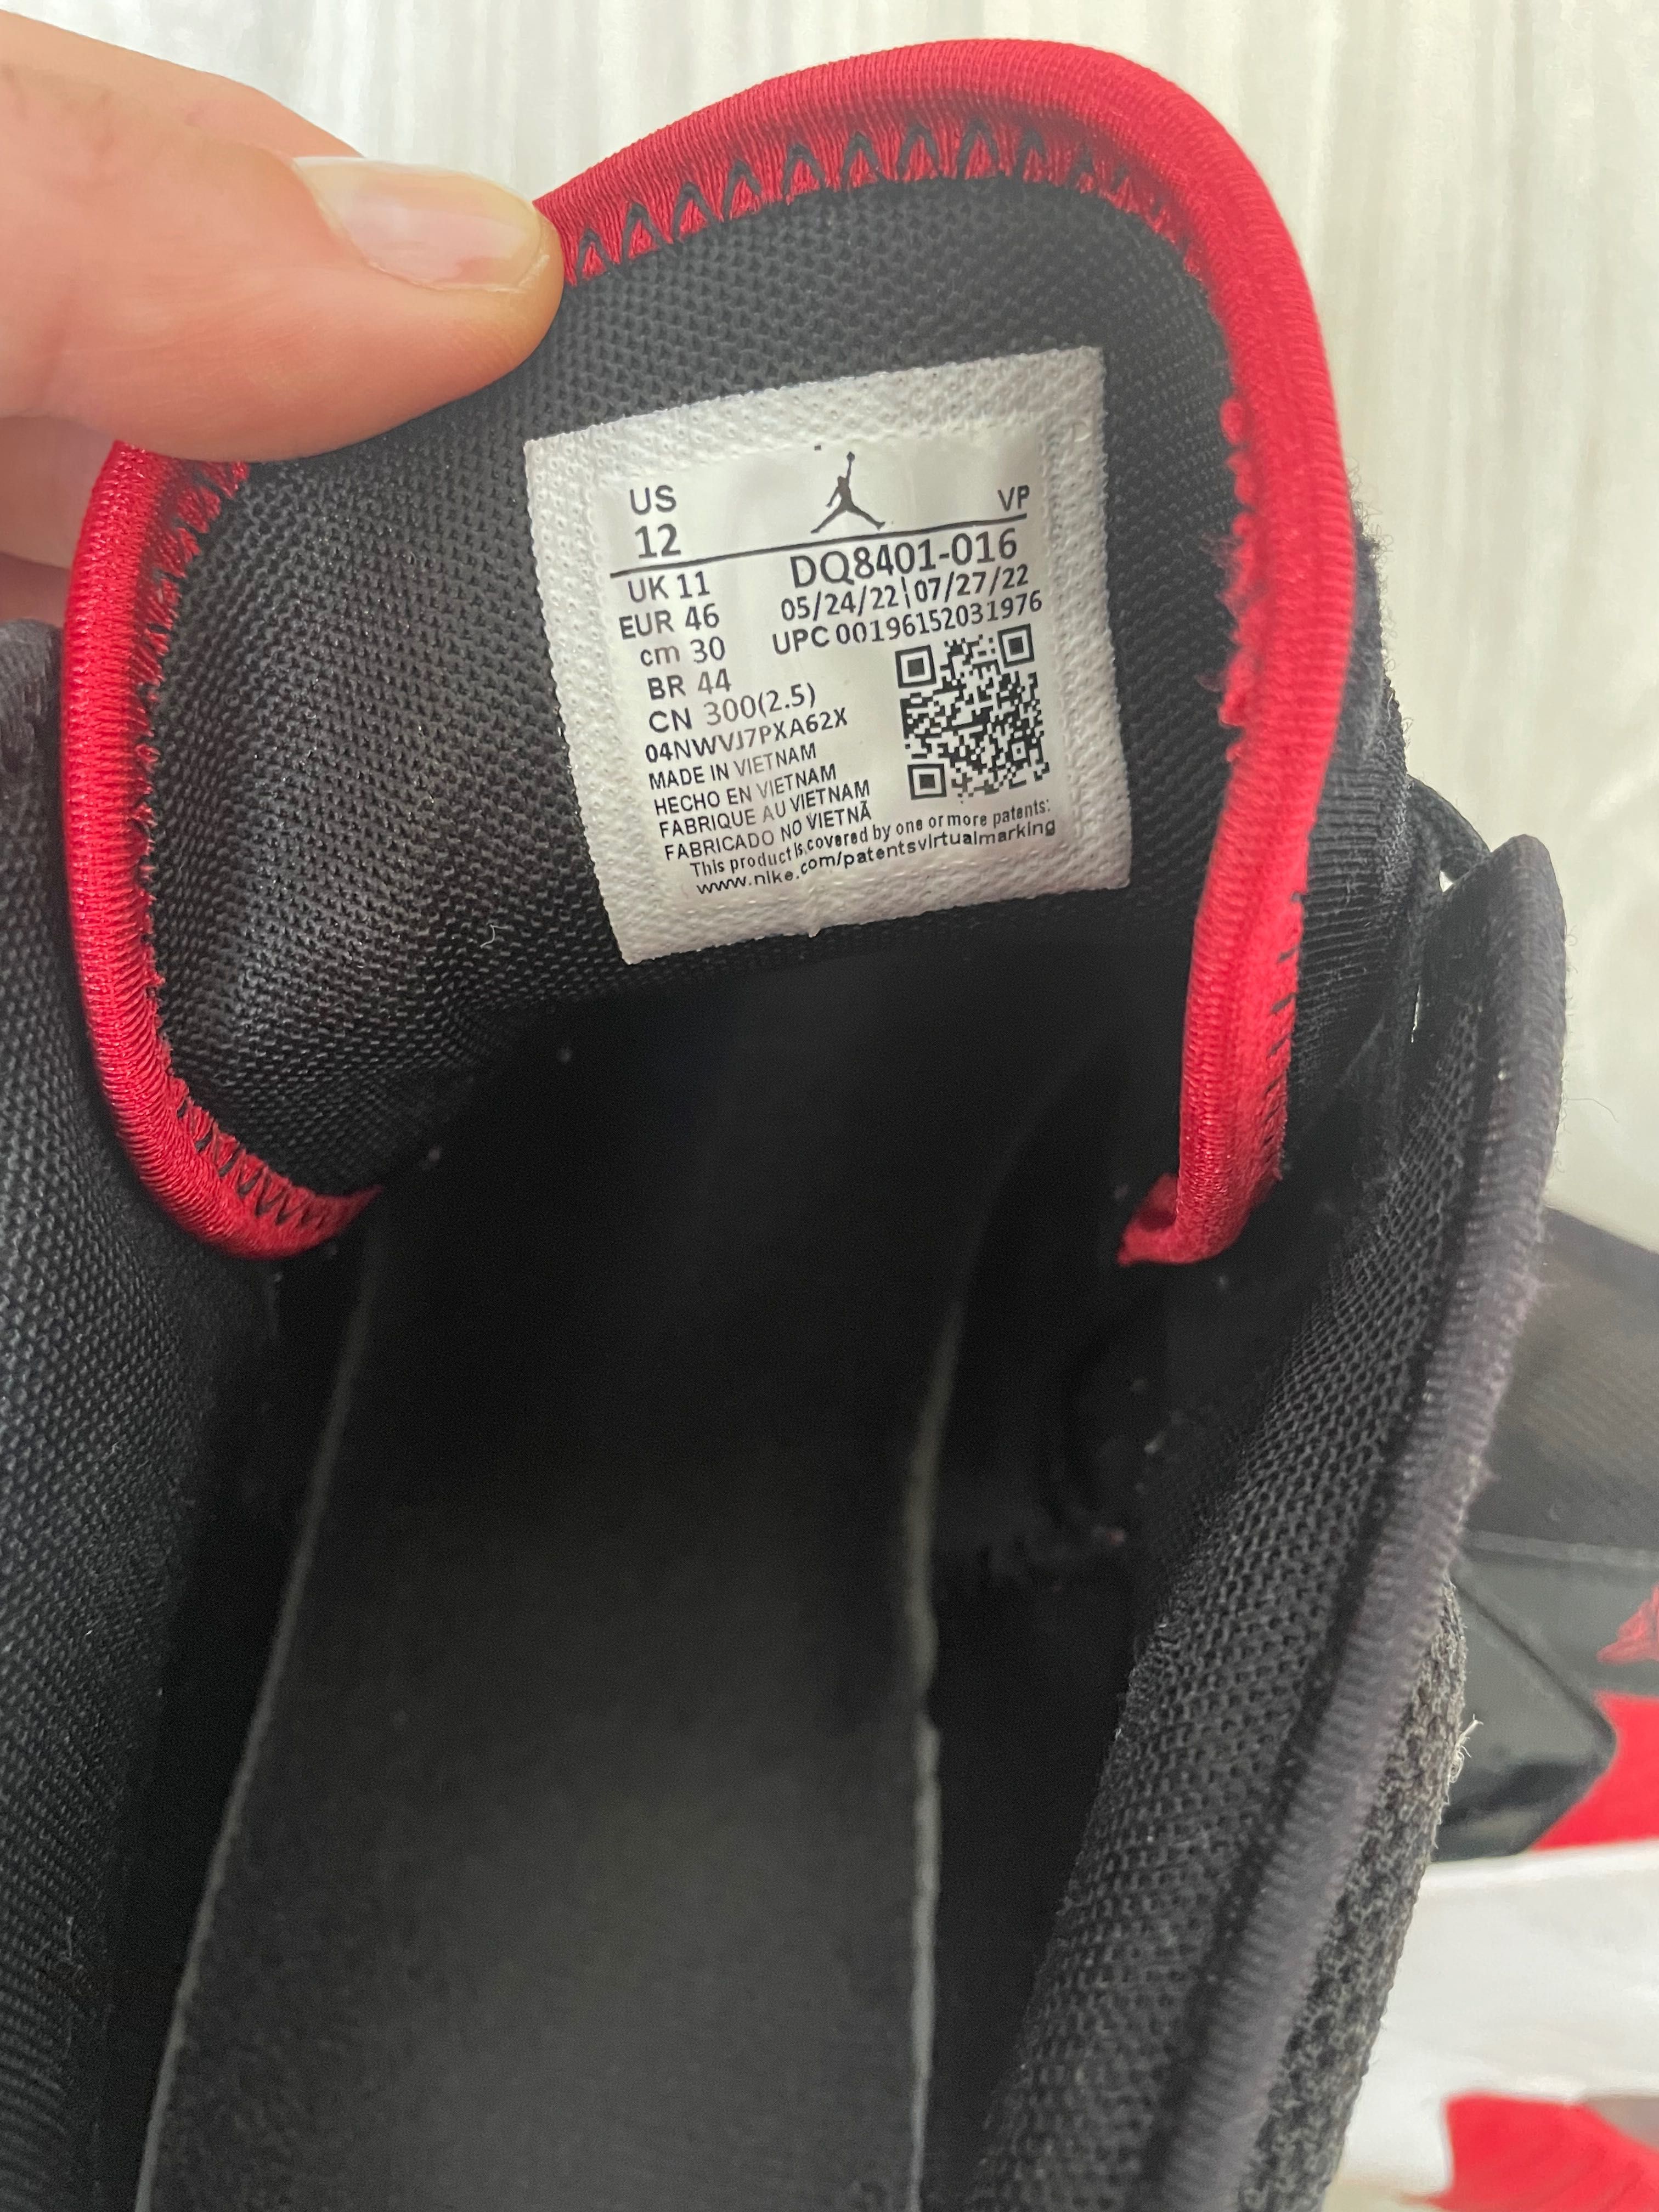 US VP
12 DQ8401-016
UK 11 05/24/22\07/27/22
EUR 46 UPC 00196152031976
cm 30
BR 44
CN 300(2.5)
04NWVJ7PXA62X
MADE IN VIETNAM
HECHO EN VIETNAM
FABRIQUE AU VIETNAM
FABRICADO NO VIETNÃ
This product is covered by one or more patents:
www.nike.com/patentsvirtualmarking